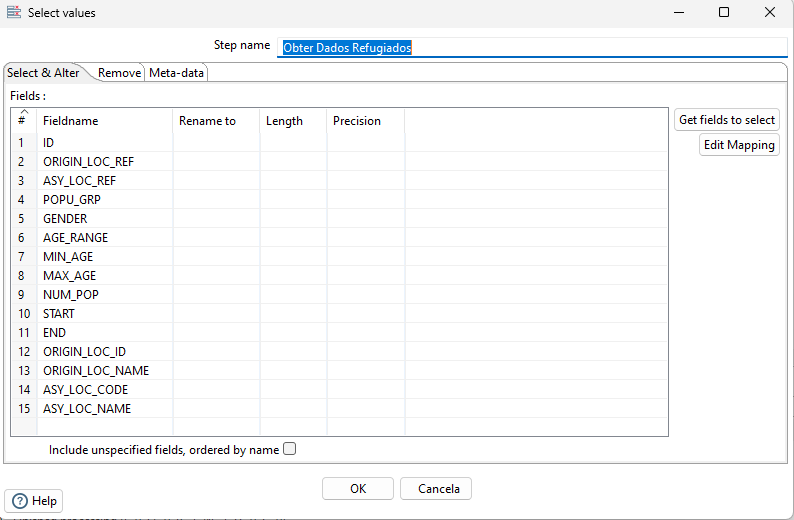 Select values
Step name Obter Dados Refugiados
Select & Alter Remove Meta-data
Fields :
# Fieldname Rename to Length Precision
Get fields to select
1 ID
Edit Mapping
2 ORIGIN_LOC_REF
3 ASY_LOC_REF
4 POPU_GRP
5 GENDER
6 AGE_RANGE
7 MIN_AGE
8 MAX_AGE
9 NUM_POP
10 START
11 END
12 ORIGIN_LOC_ID
13 ORIGIN_LOC_NAME
14 ASY_LOC_CODE
15 ASY_LOC_NAME
Include unspecified fields, ordered by name
OK Cancela
? Help